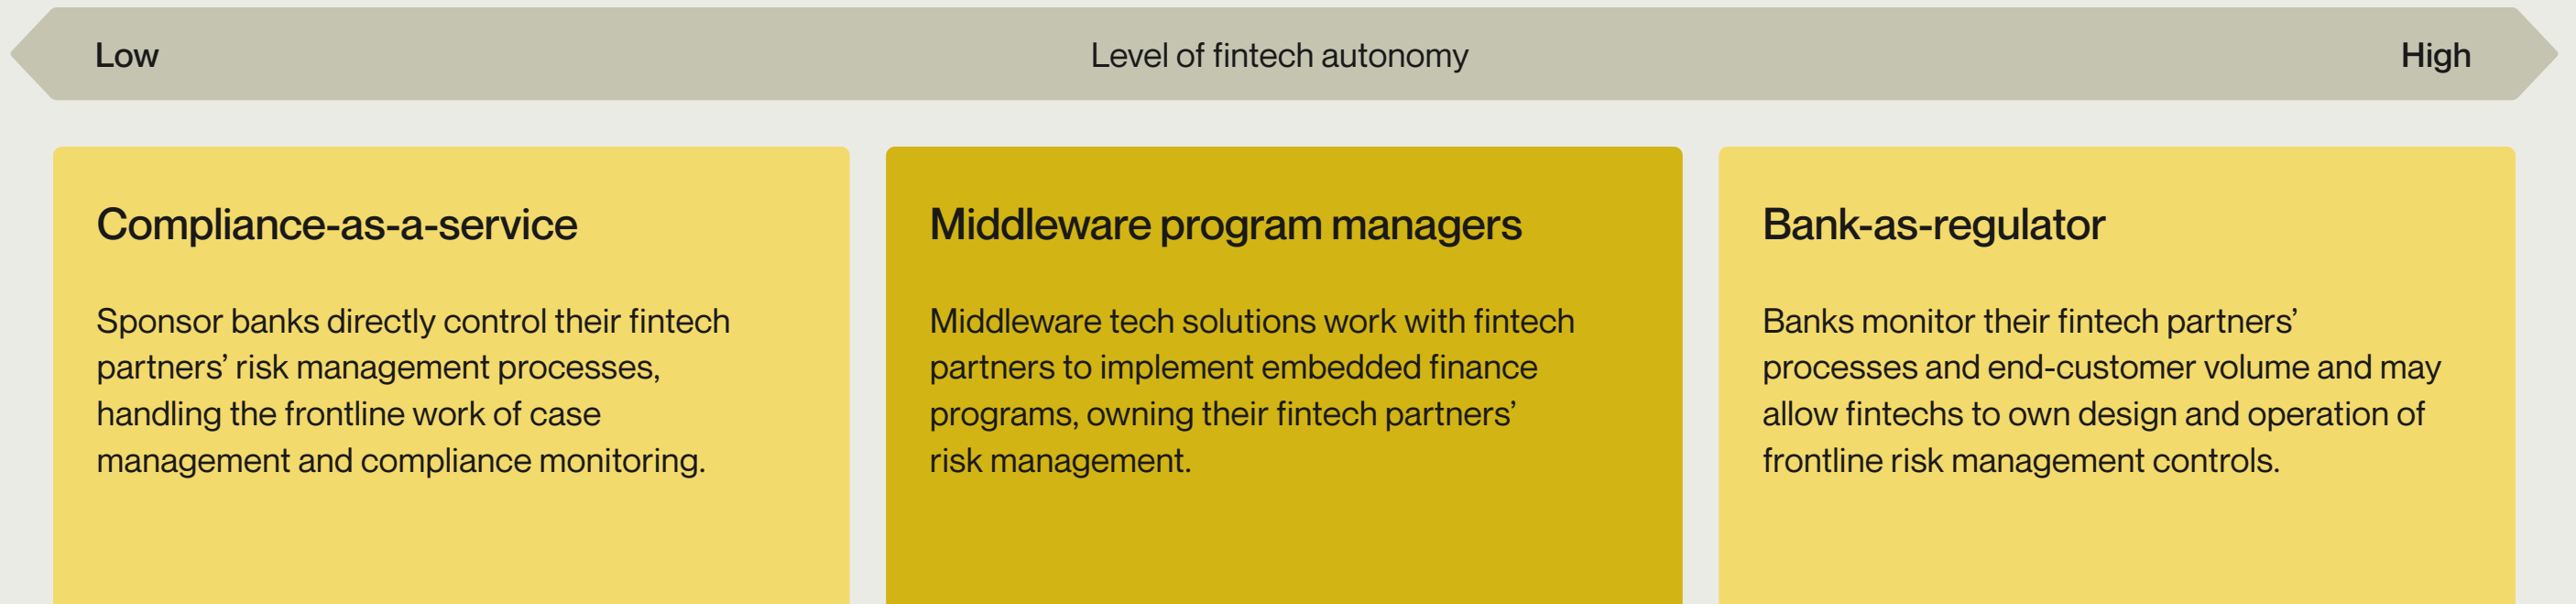 Low Level of fintech autonomy High
Compliance-as-a-service
Sponsor banks directly control their fintech
partners’ risk management processes,
handling the frontline work of case
management and compliance monitoring.
Middleware program managers
Middleware tech solutions work with fintech
partners to implement embedded finance
programs, owning their fintech partners’
risk management.
Bank-as-regulator
Banks monitor their fintech partners’
processes and end-customer volume and may
allow fintechs to own design and operation of
frontline risk management controls.